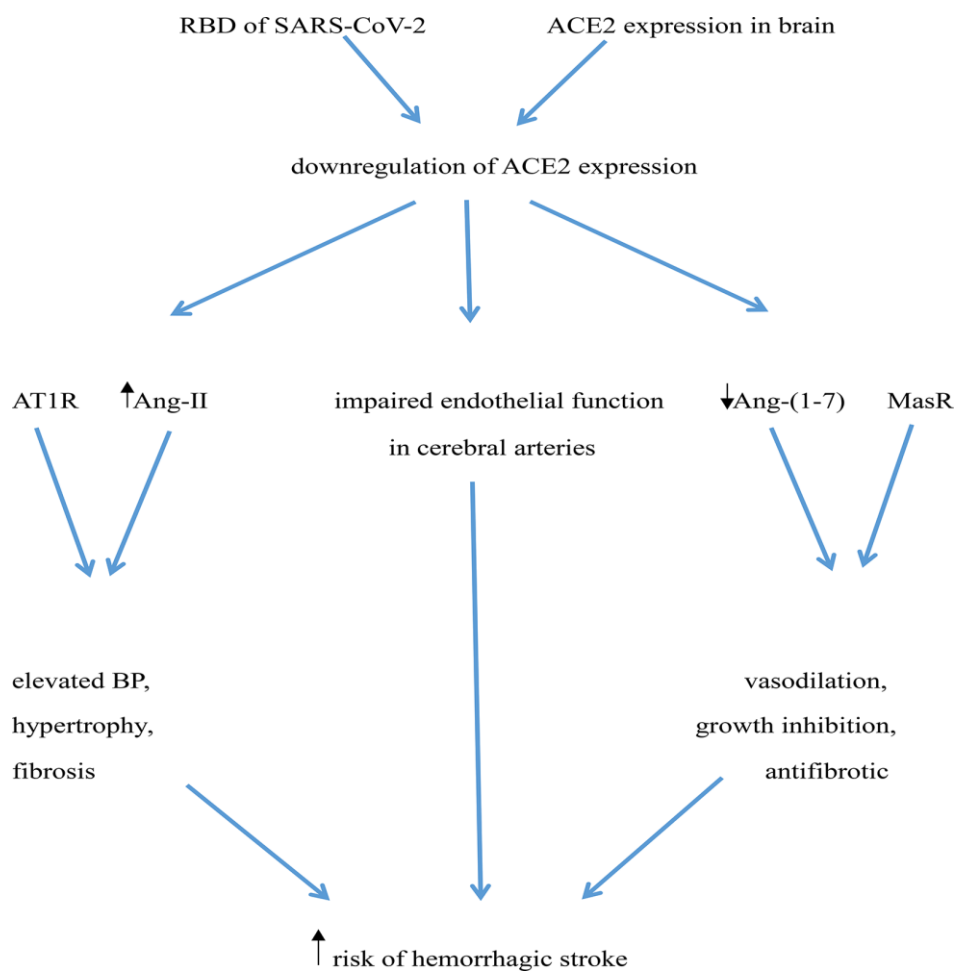 RBD of SARS-CoV-2 ACE2 expression in brain
downregulation of ACE2 expression
AT1R ↑Ang-II impaired endothelial function ↓Ang-(1-7) MasR
in cerebral arteries
elevated BP, vasodilation,
hypertrophy, growth inhibition,
fibrosis antifibrotic
↑ risk of hemorrhagic stroke